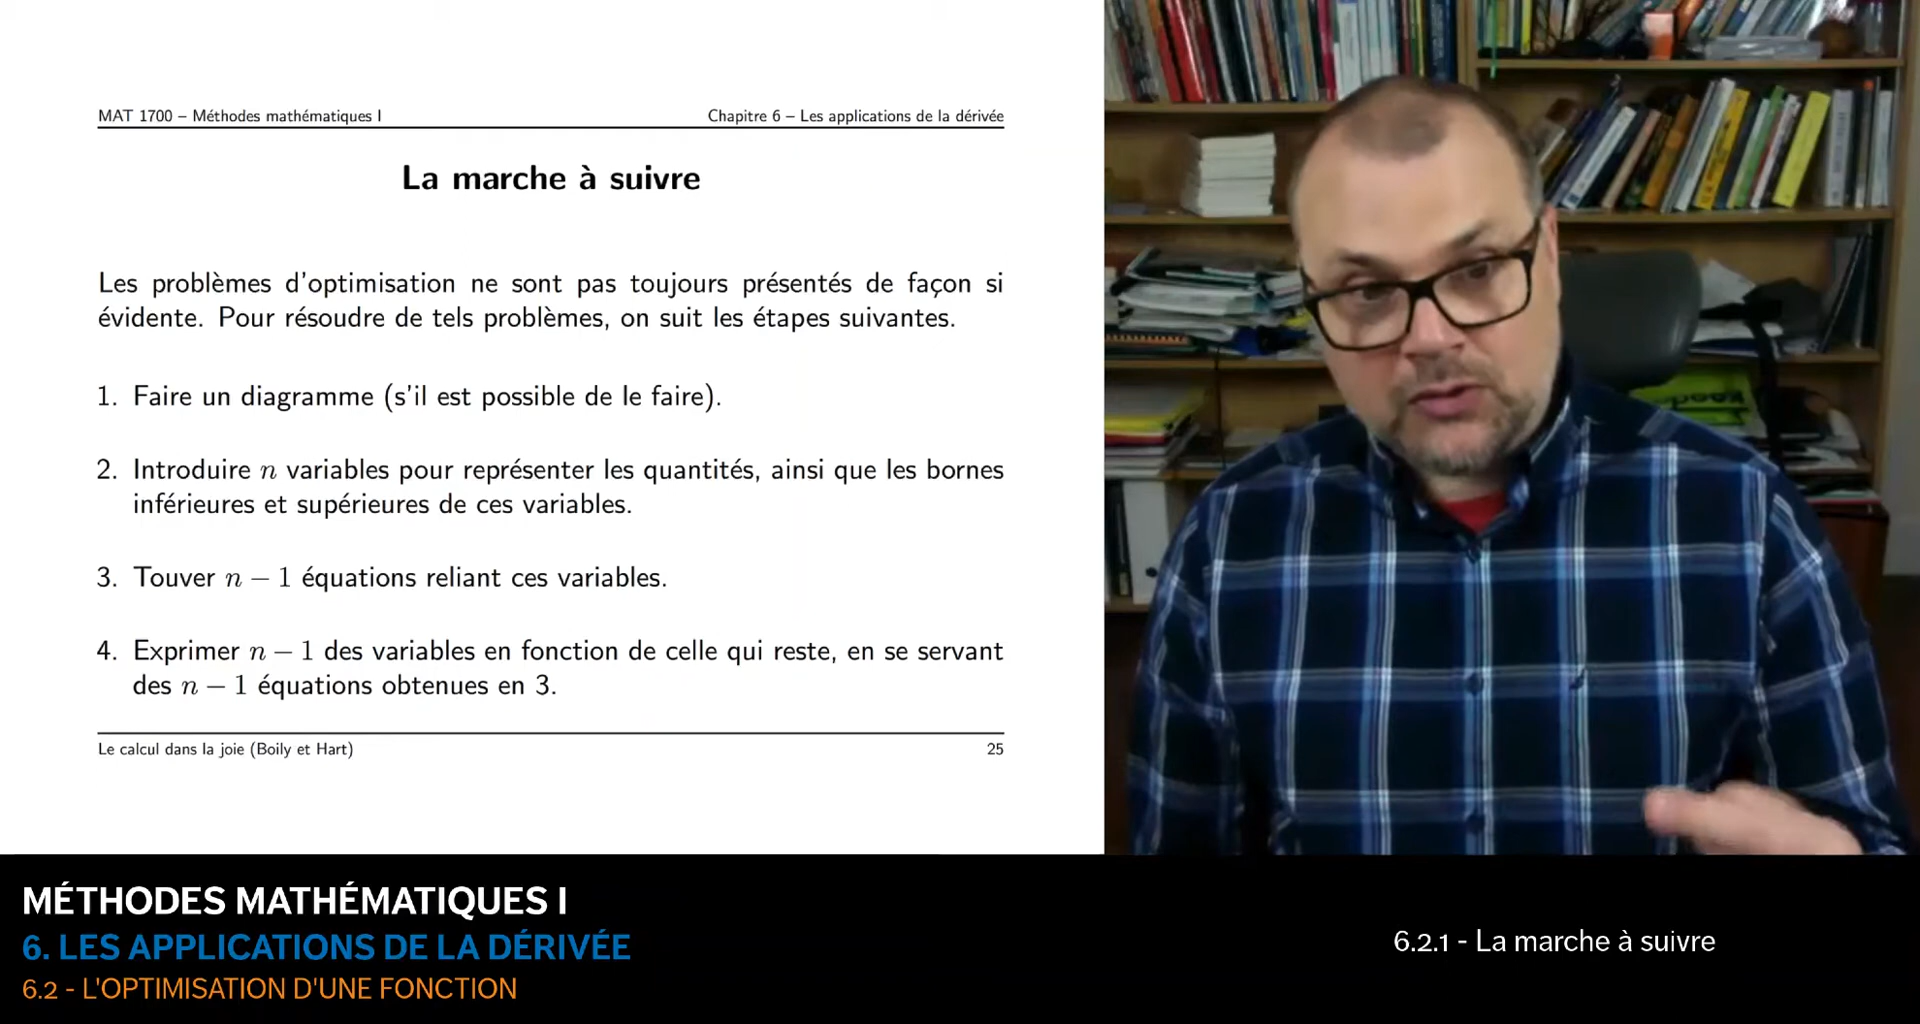 MAT 1700 – Méthodes mathématiques I
Chapitre 6 – Les applications de la dérivée
La marche à suivre
Les problèmes d'optimisation ne sont pas toujours présentés de façon si
évidente. Pour résoudre de tels problèmes, on suit les étapes suivantes.
1. Faire un diagramme (s'il est possible de le faire).
2. Introduire n variables pour représenter les quantités, ainsi que les bornes
inférieures et supérieures de ces variables.
3. Touver n − 1 équations reliant ces variables.
4. Exprimer n − 1 des variables en fonction de celle qui reste, en se servant
des n − 1 équations obtenues en 3.
Le calcul dans la joie (Boily et Hart)
25
MÉTHODES MATHÉMATIQUES I
6. LES APPLICATIONS DE LA DÉRIVÉE
6.2 - L'OPTIMISATION D'UNE FONCTION
6.2.1 - La marche à suivre